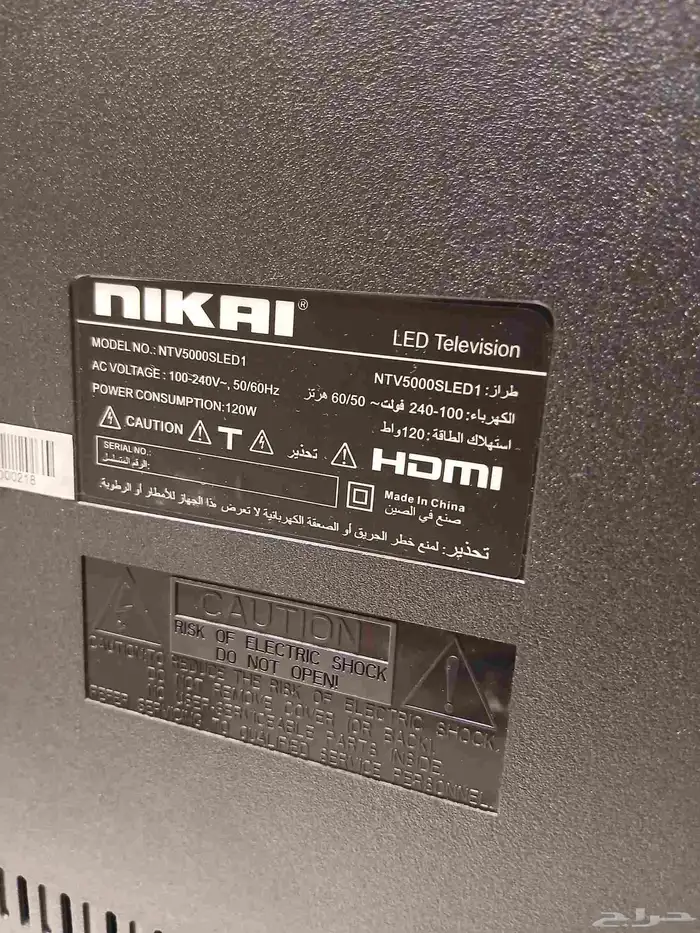 NIKAI®
LED Television
MODEL NO.: NTV5000SLED1
طراز: NTV5000SLED1
AC VOLTAGE : 100-240V~, 50/60Hz
الكهرباء: 100-240 فولت~ 60/50 هرتز
POWER CONSUMPTION:120W
استهلاك الطاقة: 120واط
CAUTION T تحذير
HDMI
SERIAL NO.:
الرقم المتسلسل:
Made In China
صنع في الصين
تحذير: لمنع خطر الحريق أو الصعقة الكهربائية لا تعرض هذا الجهاز للأمطار أو الرطوبة.
000218
CAUTION
RISK OF ELECTRIC SHOCK
DO NOT OPEN!
CAUTION:TO REDUCE THE RISK OF ELECTRIC SHOCK,
DO NOT REMOVE COVER (OR BACK).
NO USER-SERVICEABLE PARTS INSIDE.
REFER SERVICING TO QUALIFIED SERVICE PERSONNEL.
حراج